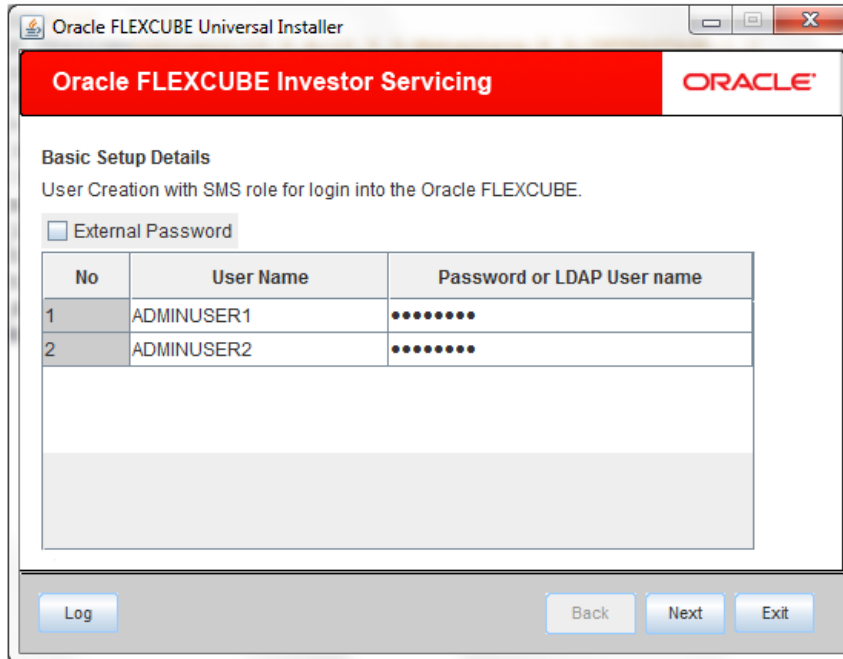 Oracle FLEXCUBE Universal Installer
Oracle FLEXCUBE Investor Servicing ORACLE
Basic Setup Details
User Creation with SMS role for login into the Oracle FLEXCUBE.
External Password
No User Name Password or LDAP User name
1 ADMINUSER1 ••••••••
2 ADMINUSER2 ••••••••
Log Back Next Exit